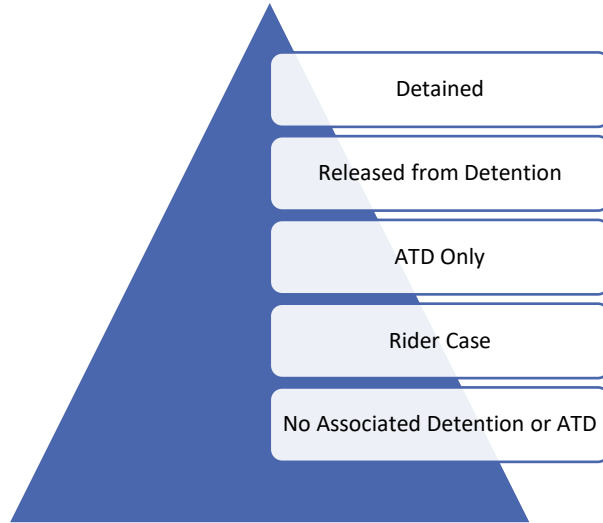 Detained
Released from Detention
ATD Only
Rider Case
No Associated Detention or ATD